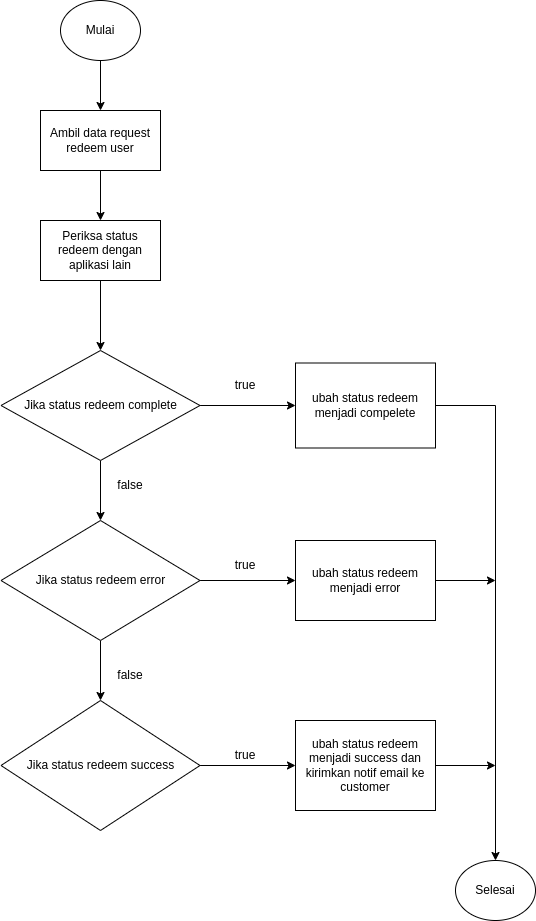 Mulai
Ambil data request
redeem user
Periksa status
redeem dengan
aplikasi lain
Jika status redeem complete
true
ubah status redeem
menjadi compelete
false
Jika status redeem error
true
ubah status redeem
menjadi error
false
Jika status redeem success
true
ubah status redeem
menjadi success dan
kirimkan notif email ke
customer
Selesai